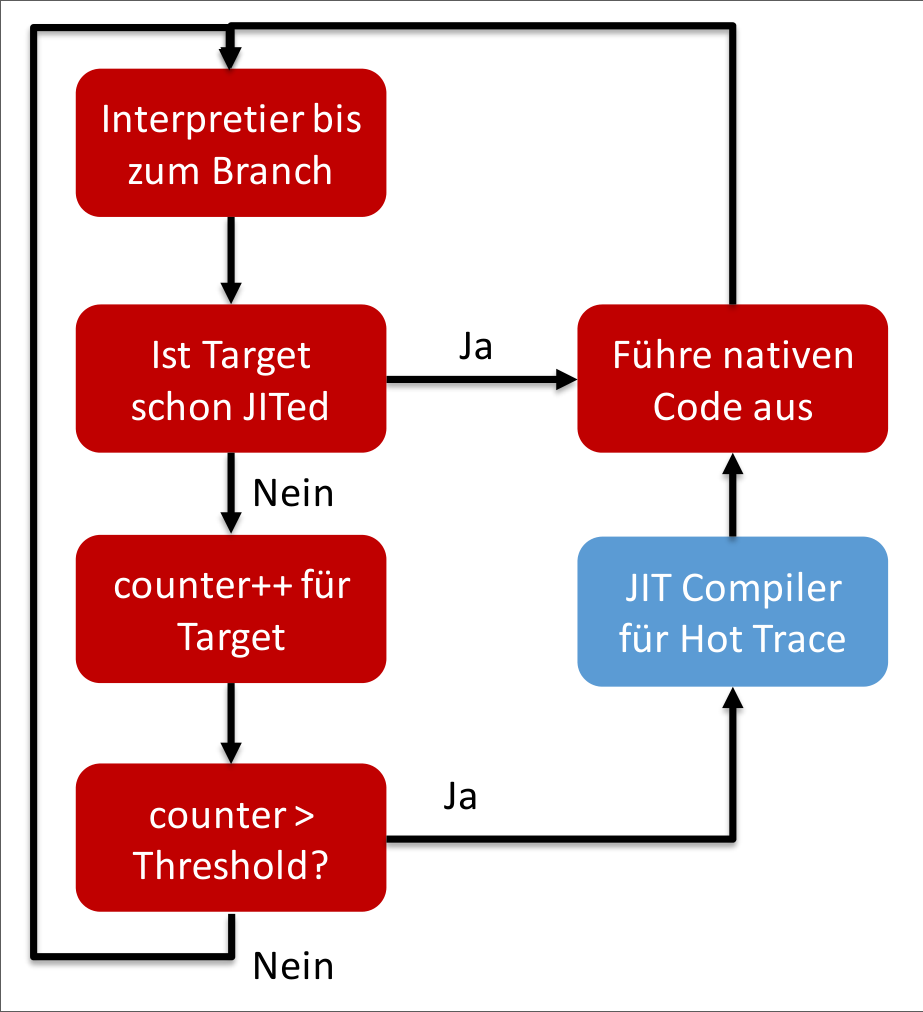 Interpretier bis
zum Branch
Ist Target
schon JITed
Ja
Führe nativen
Code aus
Nein
counter++ für
Target
JIT Compiler
für Hot Trace
counter >
Threshold?
Ja
Nein